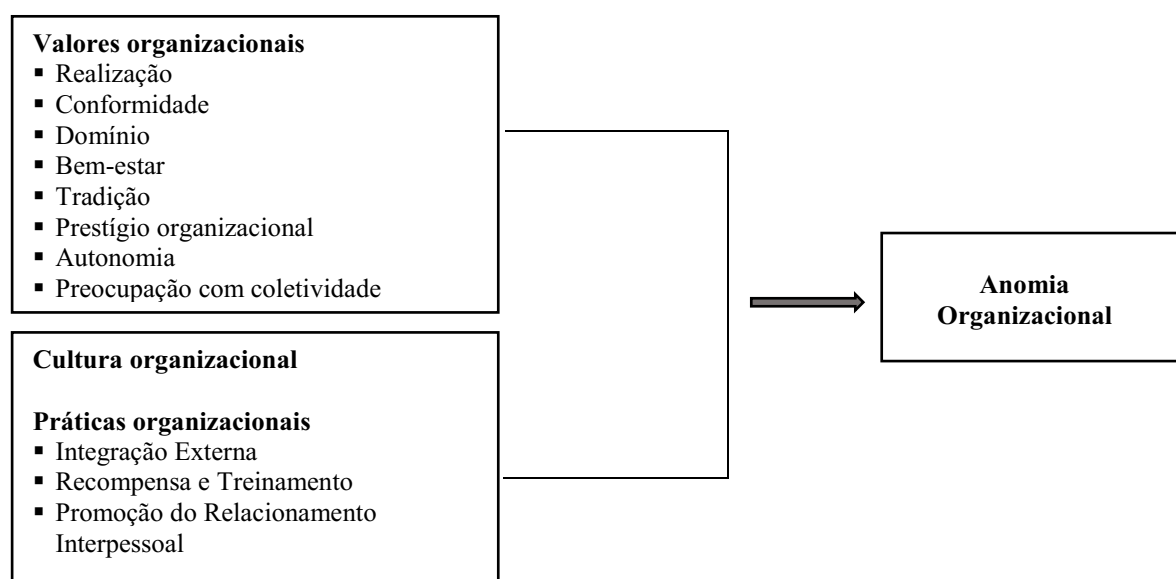 Valores organizacionais
▪ Realização
▪ Conformidade
▪ Domínio
▪ Bem-estar
▪ Tradição
▪ Prestígio organizacional
▪ Autonomia
▪ Preocupação com coletividade
Cultura organizacional
Práticas organizacionais
▪ Integração Externa
▪ Recompensa e Treinamento
▪ Promoção do Relacionamento
Interpessoal
Anomia
Organizacional